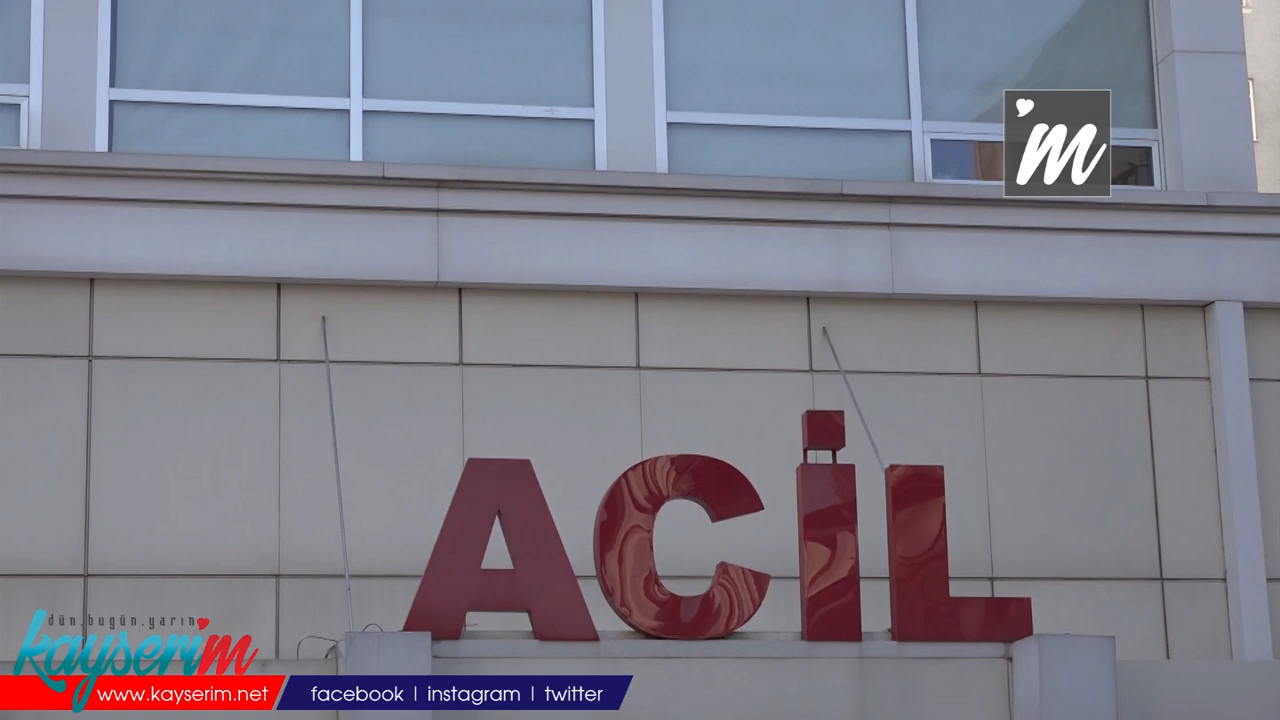 'm
ACİL
dün.bugün.yarın
kayserim
www.kayserim.net
facebook | instagram | twitter